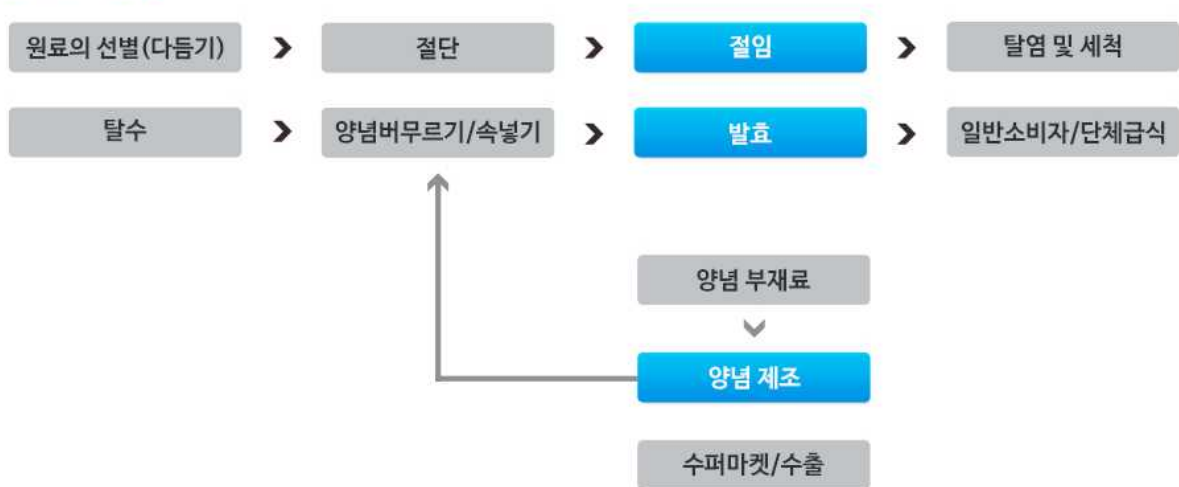 원료의 선별(다듬기) 절단 절임 탈염 및 세척
탈수 양념버무르기/속넣기 발효 일반소비자/단체급식
양념 부재료
양념 제조
수퍼마켓/수출